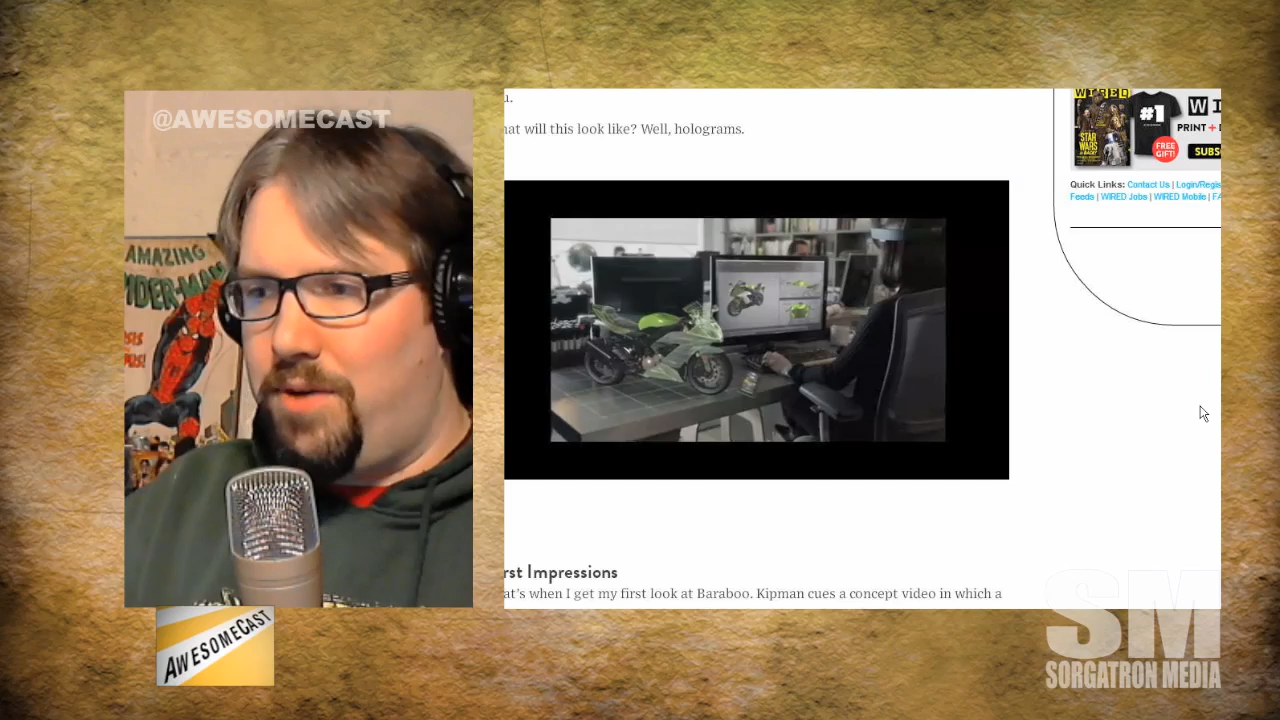 @AWESOMECAST
AMAZING
PIDER-MAN
AWESOMECAST
u.
hat will this look like? Well, holograms.
rst Impressions
at's when I get my first look at Baraboo. Kipman cues a concept video in which a
WIRED
STAR
WARS
#1
FREE
GIFT!
WI
PRINT +
SUBS
Quick Links: Contact Us | Login/Regis
Feeds | WIRED Jobs | WIRED Mobile | FA
SM
SORGATRON MEDIA